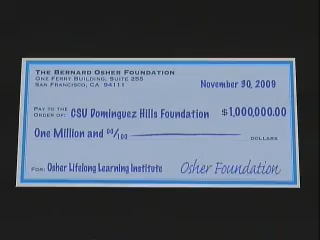 THE BERNARD OSHER FOUNDATION
ONE FERRY BUILDING, SUITE 255
SAN FRANCISCO, CA 94111
November 30, 2009
PAY TO THE
ORDER OF: CSU Dominguez Hills Foundation $1,000,000.00
One Million and 00/100
DOLLARS
FOR: Osher Lifelong Learning Institute Osher Foundation